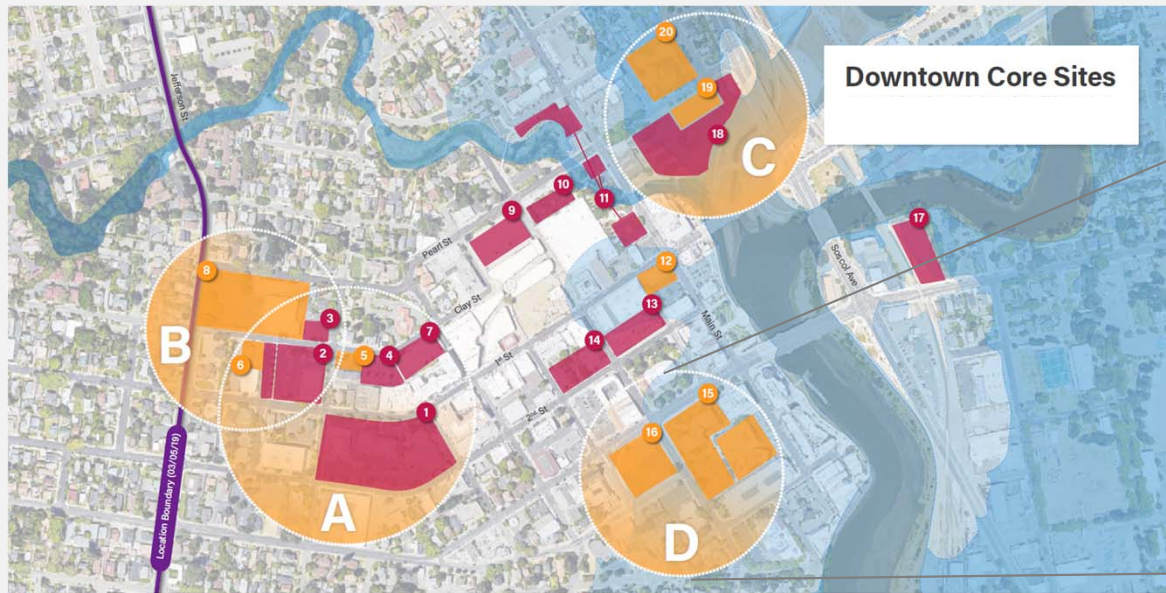 Downtown Core Sites
Jefferson St
Location Boundary (03/05/19)
Pearl St
Clay St
1st St
2nd St
Main St
Soscol Ave
20
19
18
C
10
9
11
17
12
13
14
8
B
3
7
6
2
5
4
1
A
15
16
D